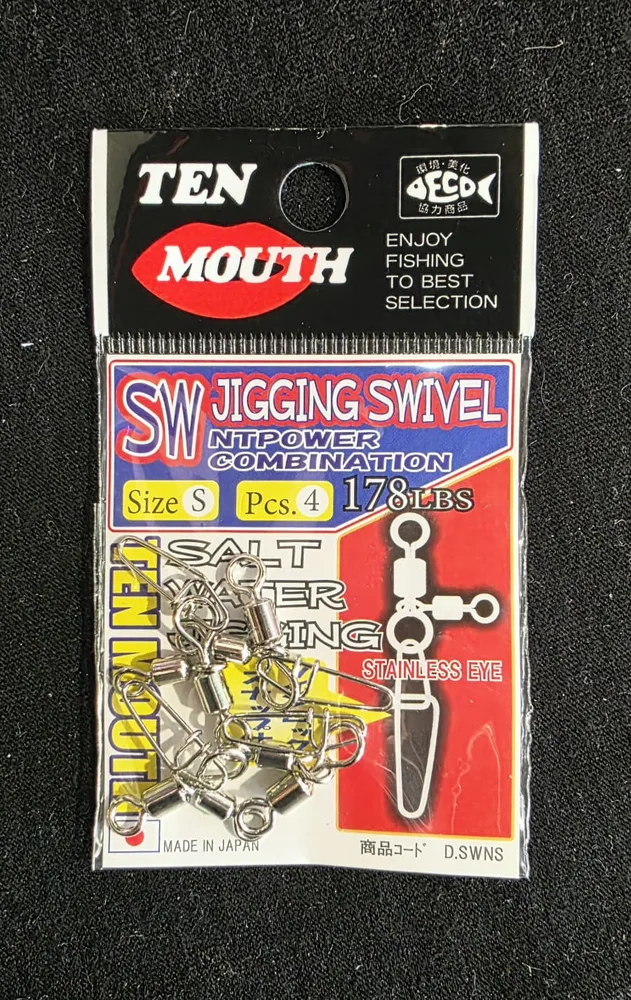 TEN
MOUTH
環境・美化
ECO
協力商品
ENJOY
FISHING
TO BEST
SELECTION
SW JIGGING SWIVEL
NTPOWER
COMBINATION
Size S Pcs. 4 178LBS
SALT
WATER
JIGGING
TEN MOUTH
STAINLESS EYE
MADE IN JAPAN
商品コード D.SWNS